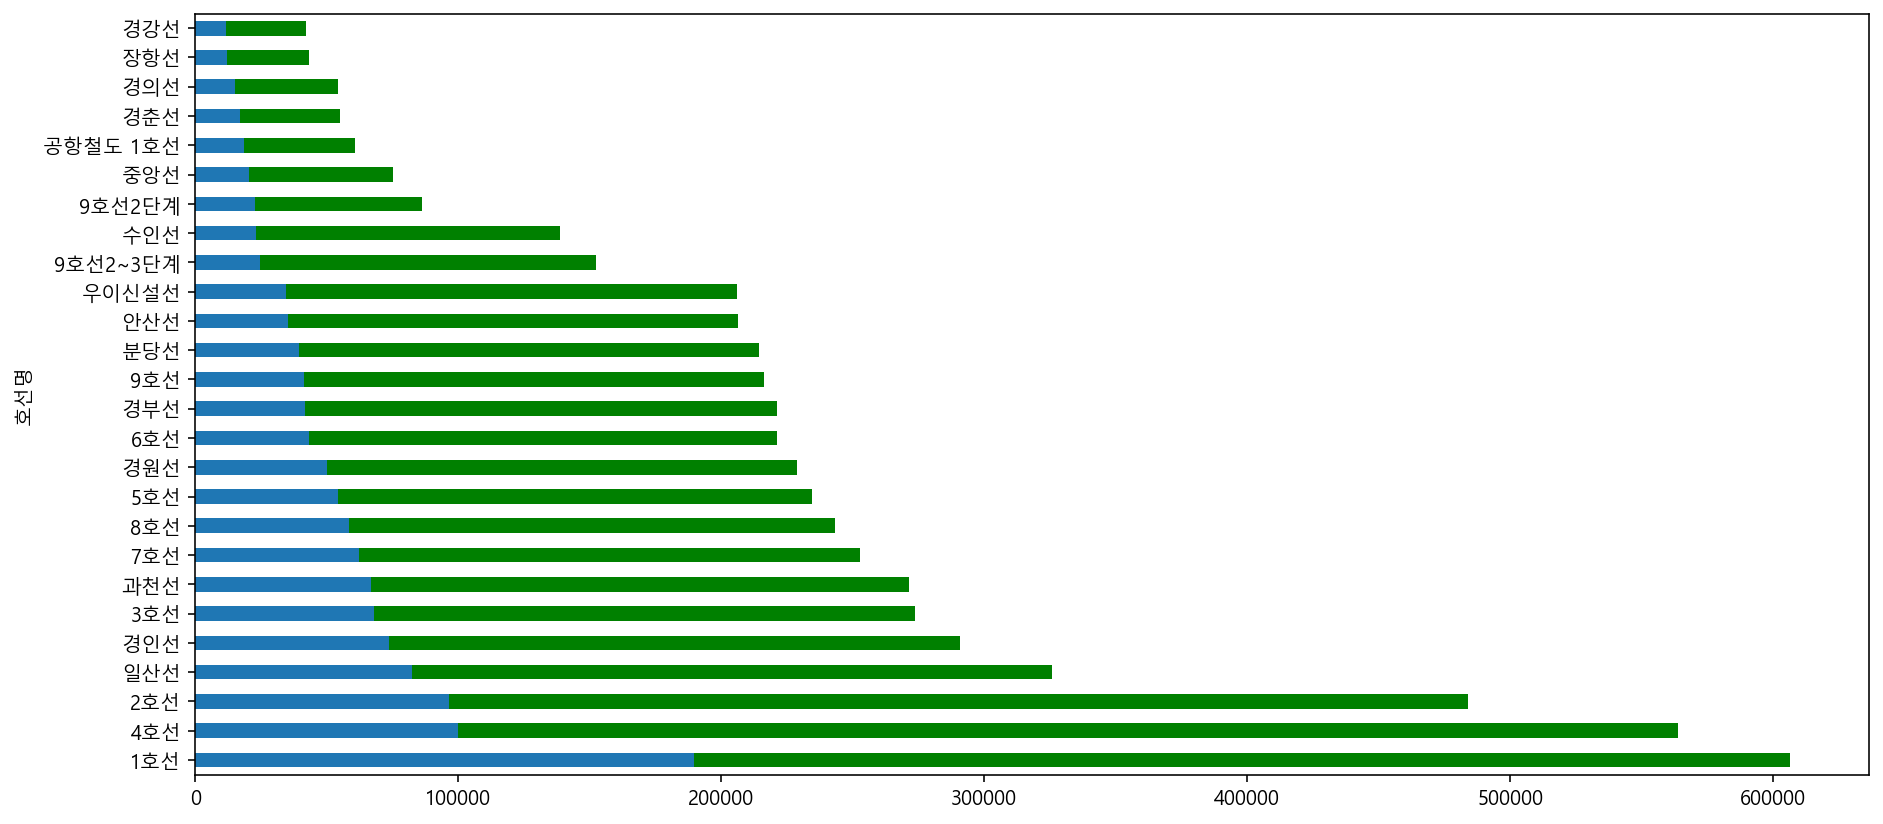 경강선
장항선
경의선
경춘선
공항철도 1호선
중앙선
9호선2단계
수인선
9호선2~3단계
우이신설선
안산선
분당선
9호선
경부선
6호선
경원선
5호선
8호선
7호선
과천선
3호선
경인선
일산선
2호선
4호선
1호선
호선명
0 100000 200000 300000 400000 500000 600000